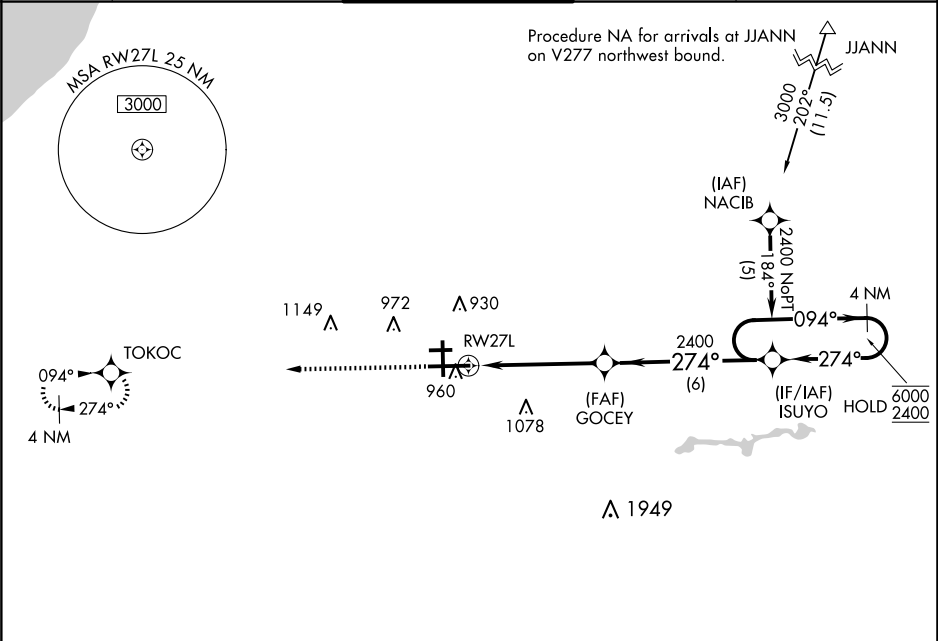 Procedure NA for arrivals at JJANN
on V277 northwest bound.
JJANN
MSA RW27L 25 NM
3000
3000
202°
(11.5)
(IAF)
NACIB
2400 NoPT
184°
(5)
4 NM
094°
1149
972
930
RW27L
2400
274°
(6)
274°
TOKOC
094°
274°
4 NM
960
1078
(FAF)
GOCEY
(IF/IAF)
ISUYO
HOLD
6000
2400
1949